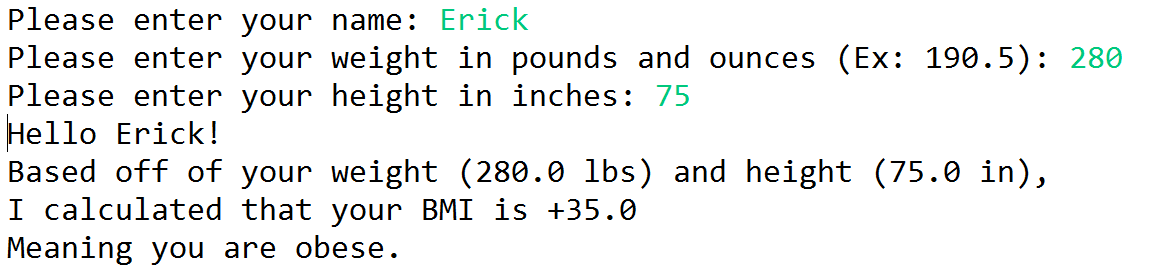 Please enter your name: Erick
Please enter your weight in pounds and ounces (Ex: 190.5): 280
Please enter your height in inches: 75
Hello Erick!
Based off of your weight (280.0 lbs) and height (75.0 in),
I calculated that your BMI is +35.0
Meaning you are obese.